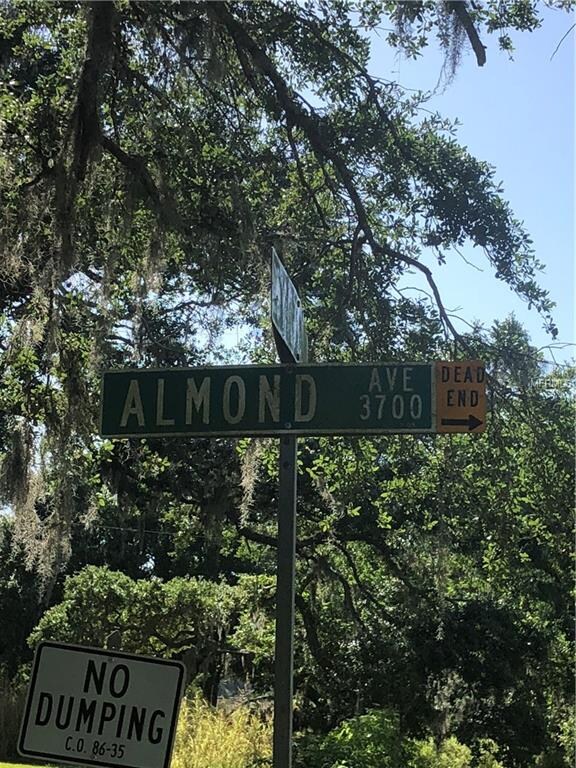 ALMOND AVE
3700
DEAD
END
NO
DUMPING
C.O. 86-35